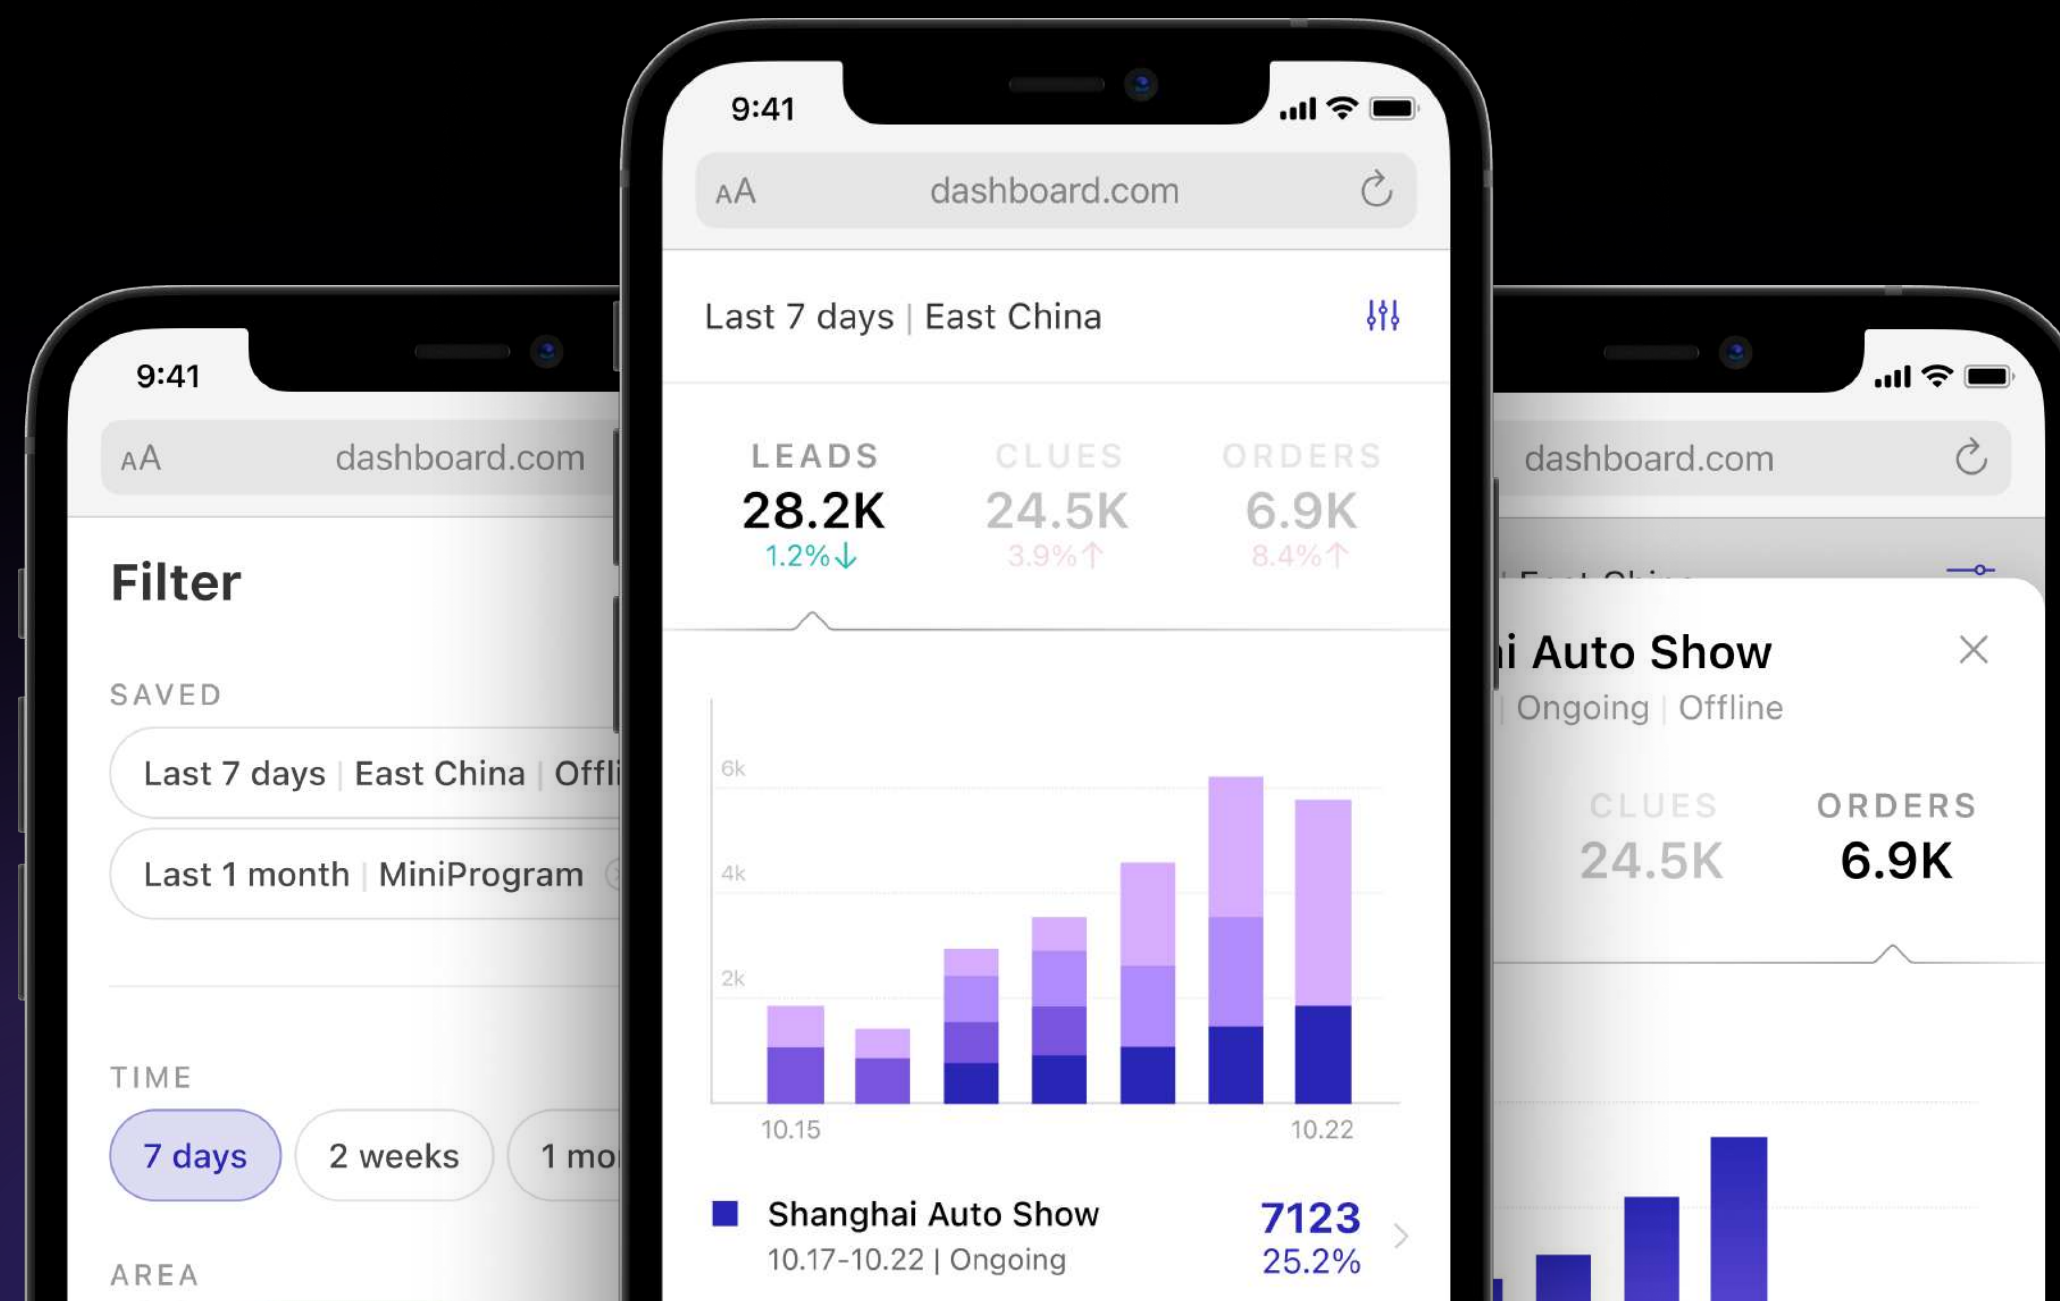 9:41
AA dashboard.com
Filter
SAVED
Last 7 days | East China |
Last 1 month | MiniProgram
TIME
7 days
2 weeks
1
AREA
9:41
AA dashboard.com
Last 7 days | East China
LEADS
28.2K
1.2%↓
CLUES
24.5K
3.9%↑
ORDERS
6.9K
8.4%↑
6k
4k
2k
10.15
10.22
Shanghai Auto Show
10.17-10.22 | Ongoing
7123
25.2%
dashboard.com
Auto Show
| Ongoing | Offline
CLUES
24.5K
ORDERS
6.9K